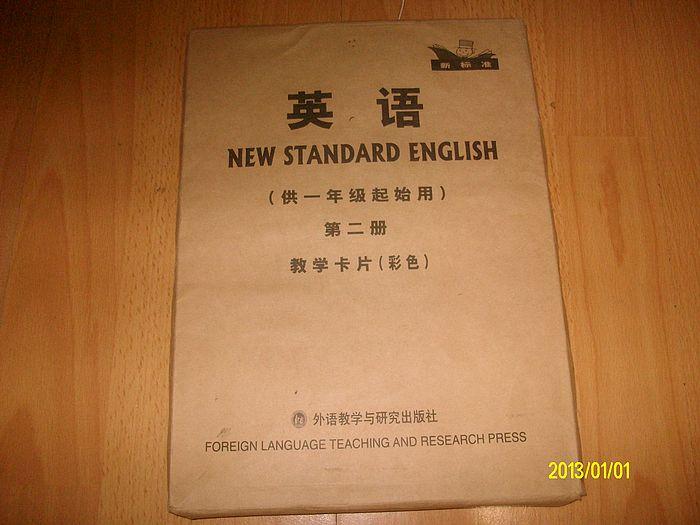 新标准
英语
NEW STANDARD ENGLISH
(供一年级起始用)
第二册
教学卡片(彩色)
外语教学与研究出版社
FOREIGN LANGUAGE TEACHING AND RESEARCH PRESS
2013/01/01